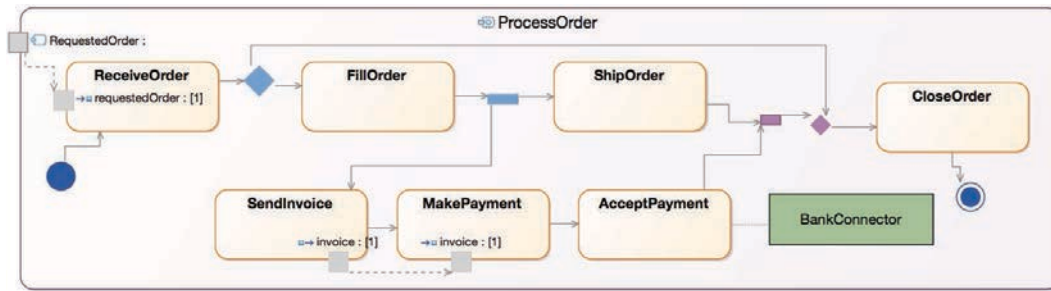 ProcessOrder
RequestedOrder :
ReceiveOrder
requestedOrder : [1]
FillOrder
ShipOrder
CloseOrder
SendInvoice
invoice : [1]
MakePayment
invoice : [1]
AcceptPayment
BankConnector